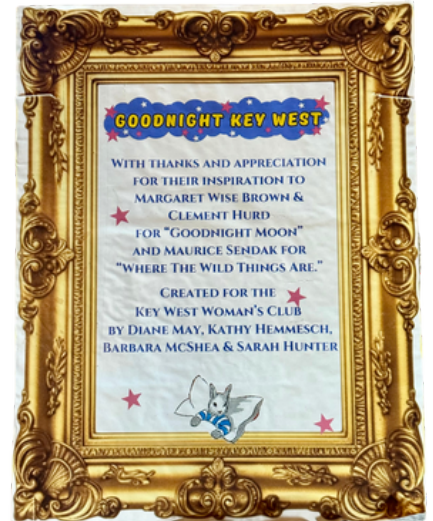 GOODNIGHT KEY WEST
WITH THANKS AND APPRECIATION
FOR THEIR INSPIRATION TO
MARGARET WISE BROWN &
CLEMENT HURD
FOR “GOODNIGHT MOON”
AND MAURICE SENDAK FOR
“WHERE THE WILD THINGS ARE.”
CREATED FOR THE
KEY WEST WOMAN’S CLUB
BY DIANE MAY, KATHY HEMMESCH,
BARBARA MCSHEA & SARAH HUNTER